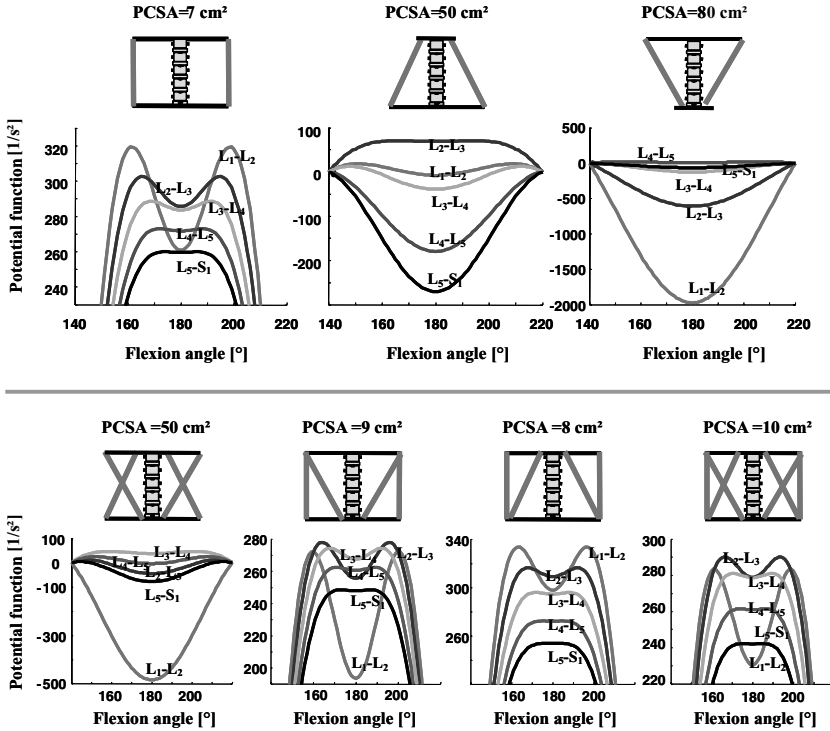 PCSA=7 cm²
PCSA=50 cm²
PCSA=80 cm²
Potential function [1/s²]
320
300
280
260
240
140 160 180 200 220
Flexion angle [°]
L₁-L₂
L₂-L₃
L₃-L₄
L₄-L₅
L₅-S₁
100
0
-100
-200
140 160 180 200 220
Flexion angle [°]
L₂-L₃
L₁-L₂
L₃-L₄
L₄-L₅
L₅-S₁
500
0
-500
-1000
-1500
-2000
140 160 180 200 220
Flexion angle [°]
L₄-L₅
L₅-S₁
L₃-L₄
L₂-L₃
L₁-L₂
PCSA =50 cm²
PCSA =9 cm²
PCSA =8 cm²
PCSA =10 cm²
Potential function [1/s²]
100
0
-100
-300
-500
160 180 200
Flexion angle [°]
L₃-L₄
L₄-L₅
L₂-L₃
L₅-S₁
L₁-L₂
280
260
240
220
200
160 180 200
Flexion angle [°]
L₃-L₄
L₂-L₃
L₄-L₅
L₅-S₁
L₁-L₂
340
300
260
160 180 200
Flexion angle [°]
L₁-L₂
L₂-L₃
L₃-L₄
L₄-L₅
L₅-S₁
300
280
260
240
220
160 180 200
Flexion angle [°]
L₂-L₃
L₃-L₄
L₄-L₅
L₅-S₁
L₁-L₂